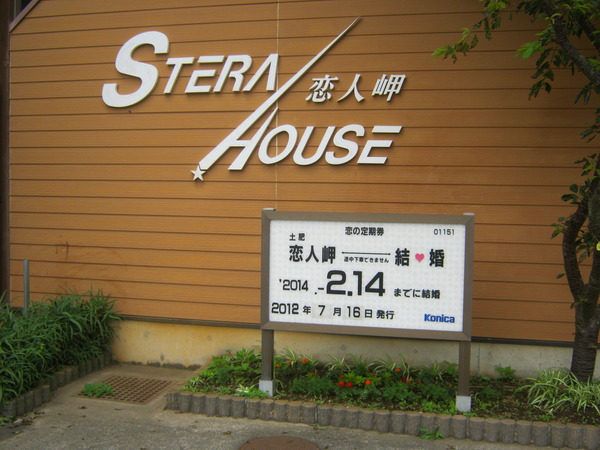 STERA
恋人岬
HOUSE
恋の定期券
01151
土肥
恋人岬 ⟷ 結♥婚
途中下車できません
'2014.-2.14 までに結婚
2012年 7月 16日発行
Konica